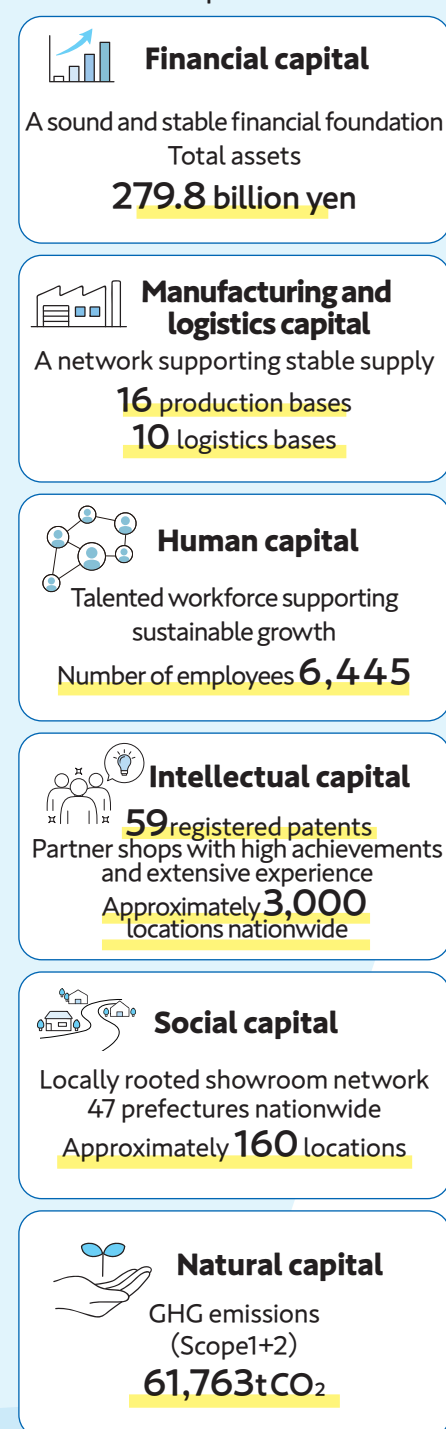 Financial capital
A sound and stable financial foundation
Total assets
279.8 billion yen
Manufacturing and
logistics capital
A network supporting stable supply
16 production bases
10 logistics bases
Human capital
Talented workforce supporting
sustainable growth
Number of employees 6,445
Intellectual capital
59 registered patents
Partner shops with high achievements
and extensive experience
Approximately 3,000
locations nationwide
Social capital
Locally rooted showroom network
47 prefectures nationwide
Approximately 160 locations
Natural capital
GHG emissions
(Scope1+2)
61,763tCO₂